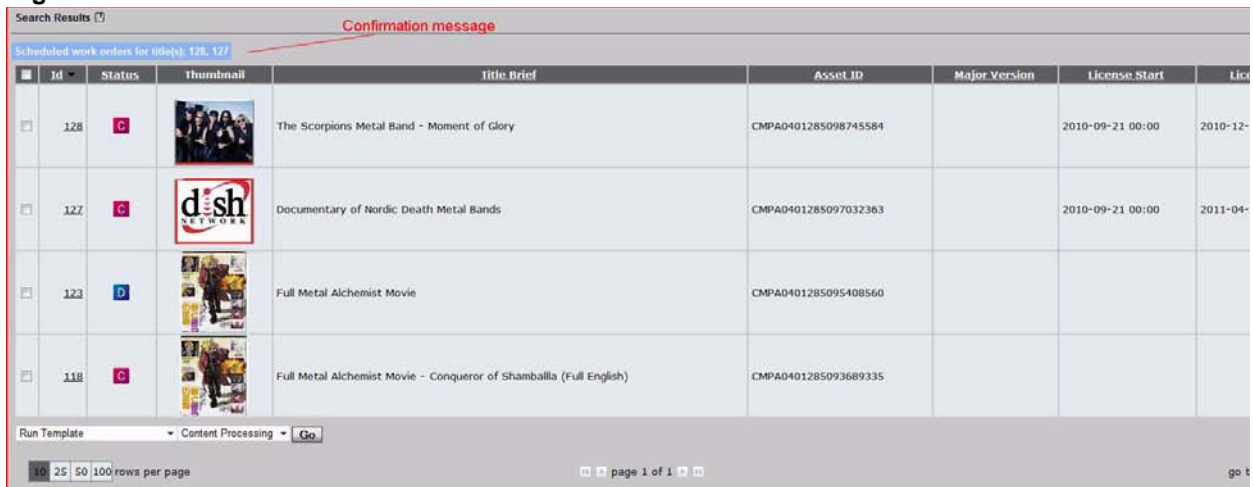 Search Results [?]
Confirmation message
Scheduled work orders for title(s): 128, 127
Id Status Thumbnail Title Brief Asset ID Major Version License Start Lice
128 C The Scorpions Metal Band - Moment of Glory CMPA0401285098745584 2010-09-21 00:00 2010-12-
127 C dish NETWORK Documentary of Nordic Death Metal Bands CMPA0401285097032363 2010-09-21 00:00 2011-04-
123 D Full Metal Alchemist Movie CMPA0401285095408560
118 C Full Metal Alchemist Movie - Conqueror of Shamballla (Full English) CMPA0401285093689335
Run Template Content Processing Go
10 25 50 100 rows per page page 1 of 1 go t